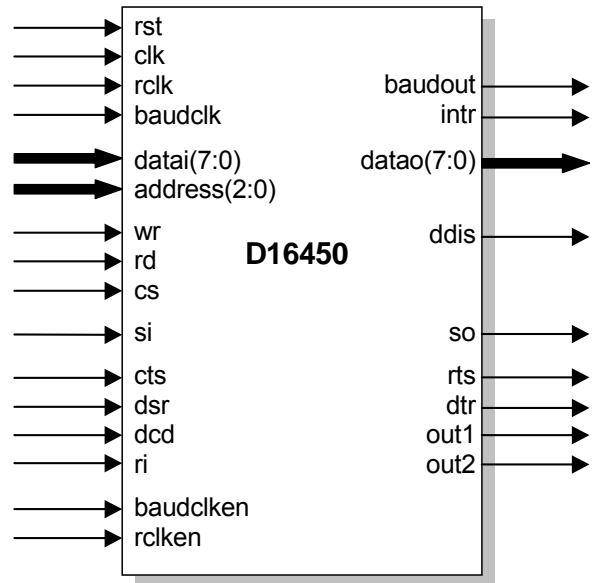 rst
clk
rclk
baudclk
datai(7:0)
address(2:0)
wr
rd
cs
si
cts
dsr
dcd
ri
baudclken
rclken
D16450
baudout
intr
datao(7:0)
ddis
so
rts
dtr
out1
out2